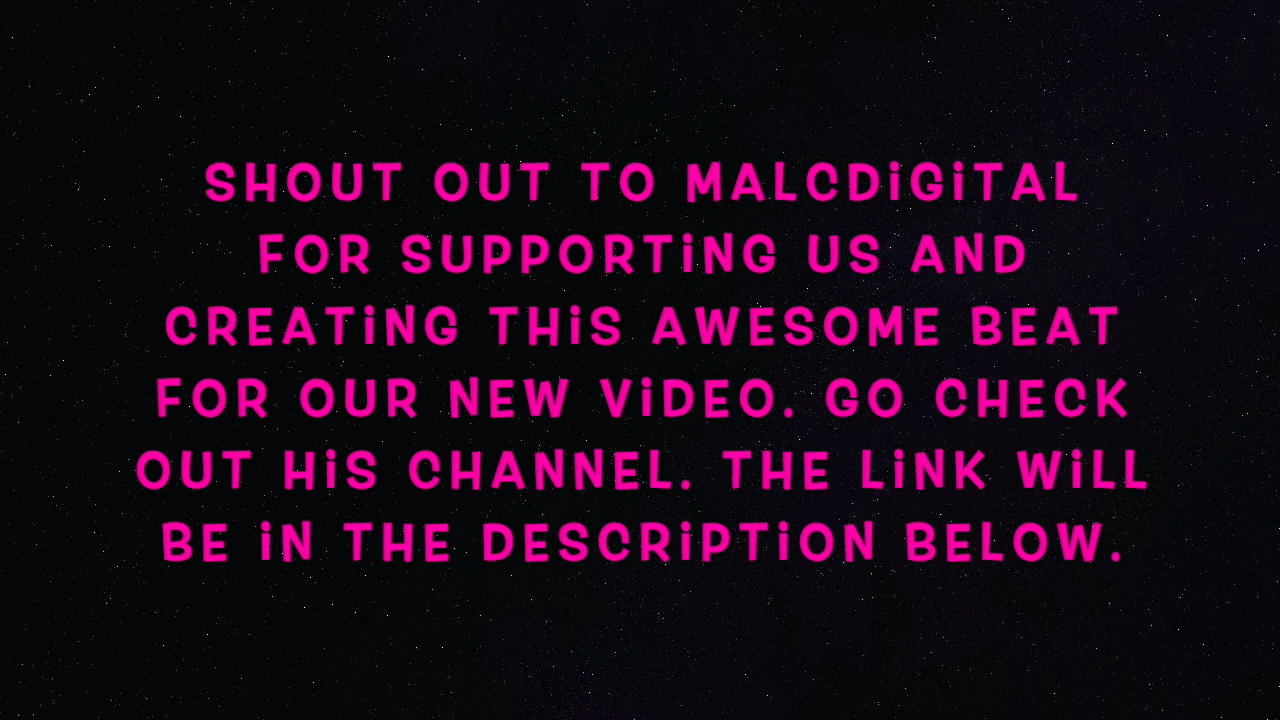 SHOUT OUT TO MALCDiGiTAL
FOR SUPPORTiNG US AND
CREATiNG THiS AWESOME BEAT
FOR OUR NEW ViDEO. GO CHECK
OUT HiS CHANNEL. THE LiNK WiLL
BE iN THE DESCRiPTiON BELOW.